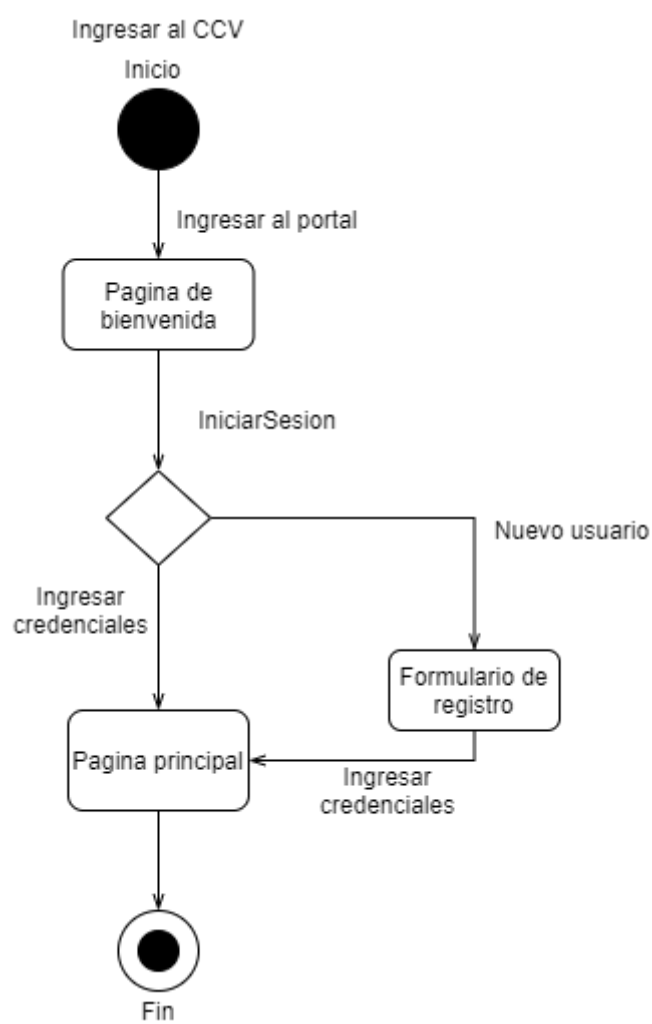 Ingresar al CCV
Inicio
Ingresar al portal
Pagina de
bienvenida
IniciarSesion
Nuevo usuario
Ingresar
credenciales
Formulario de
registro
Pagina principal
Ingresar
credenciales
Fin